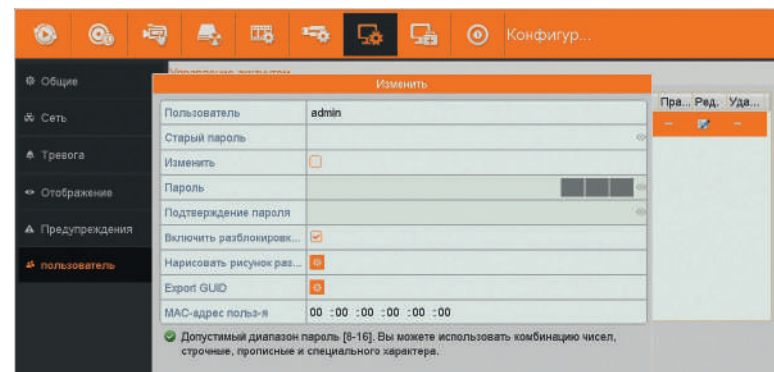 Конфигур...
Общие
Сеть
Тревога
Отображение
Предупреждения
пользователь
Изменить
Пра... Ред. Уда...
Пользователь admin
Старый пароль
Изменить
Пароль
Подтверждение пароля
Включить разблокировк...
Нарисовать рисунок раз...
Export GUID
MAC-адрес польз-я 00 :00 :00 :00 :00 :00
Допустимый диапазон пароль [8-16]. Вы можете использовать комбинацию чисел,
строчные, прописные и специального характера.